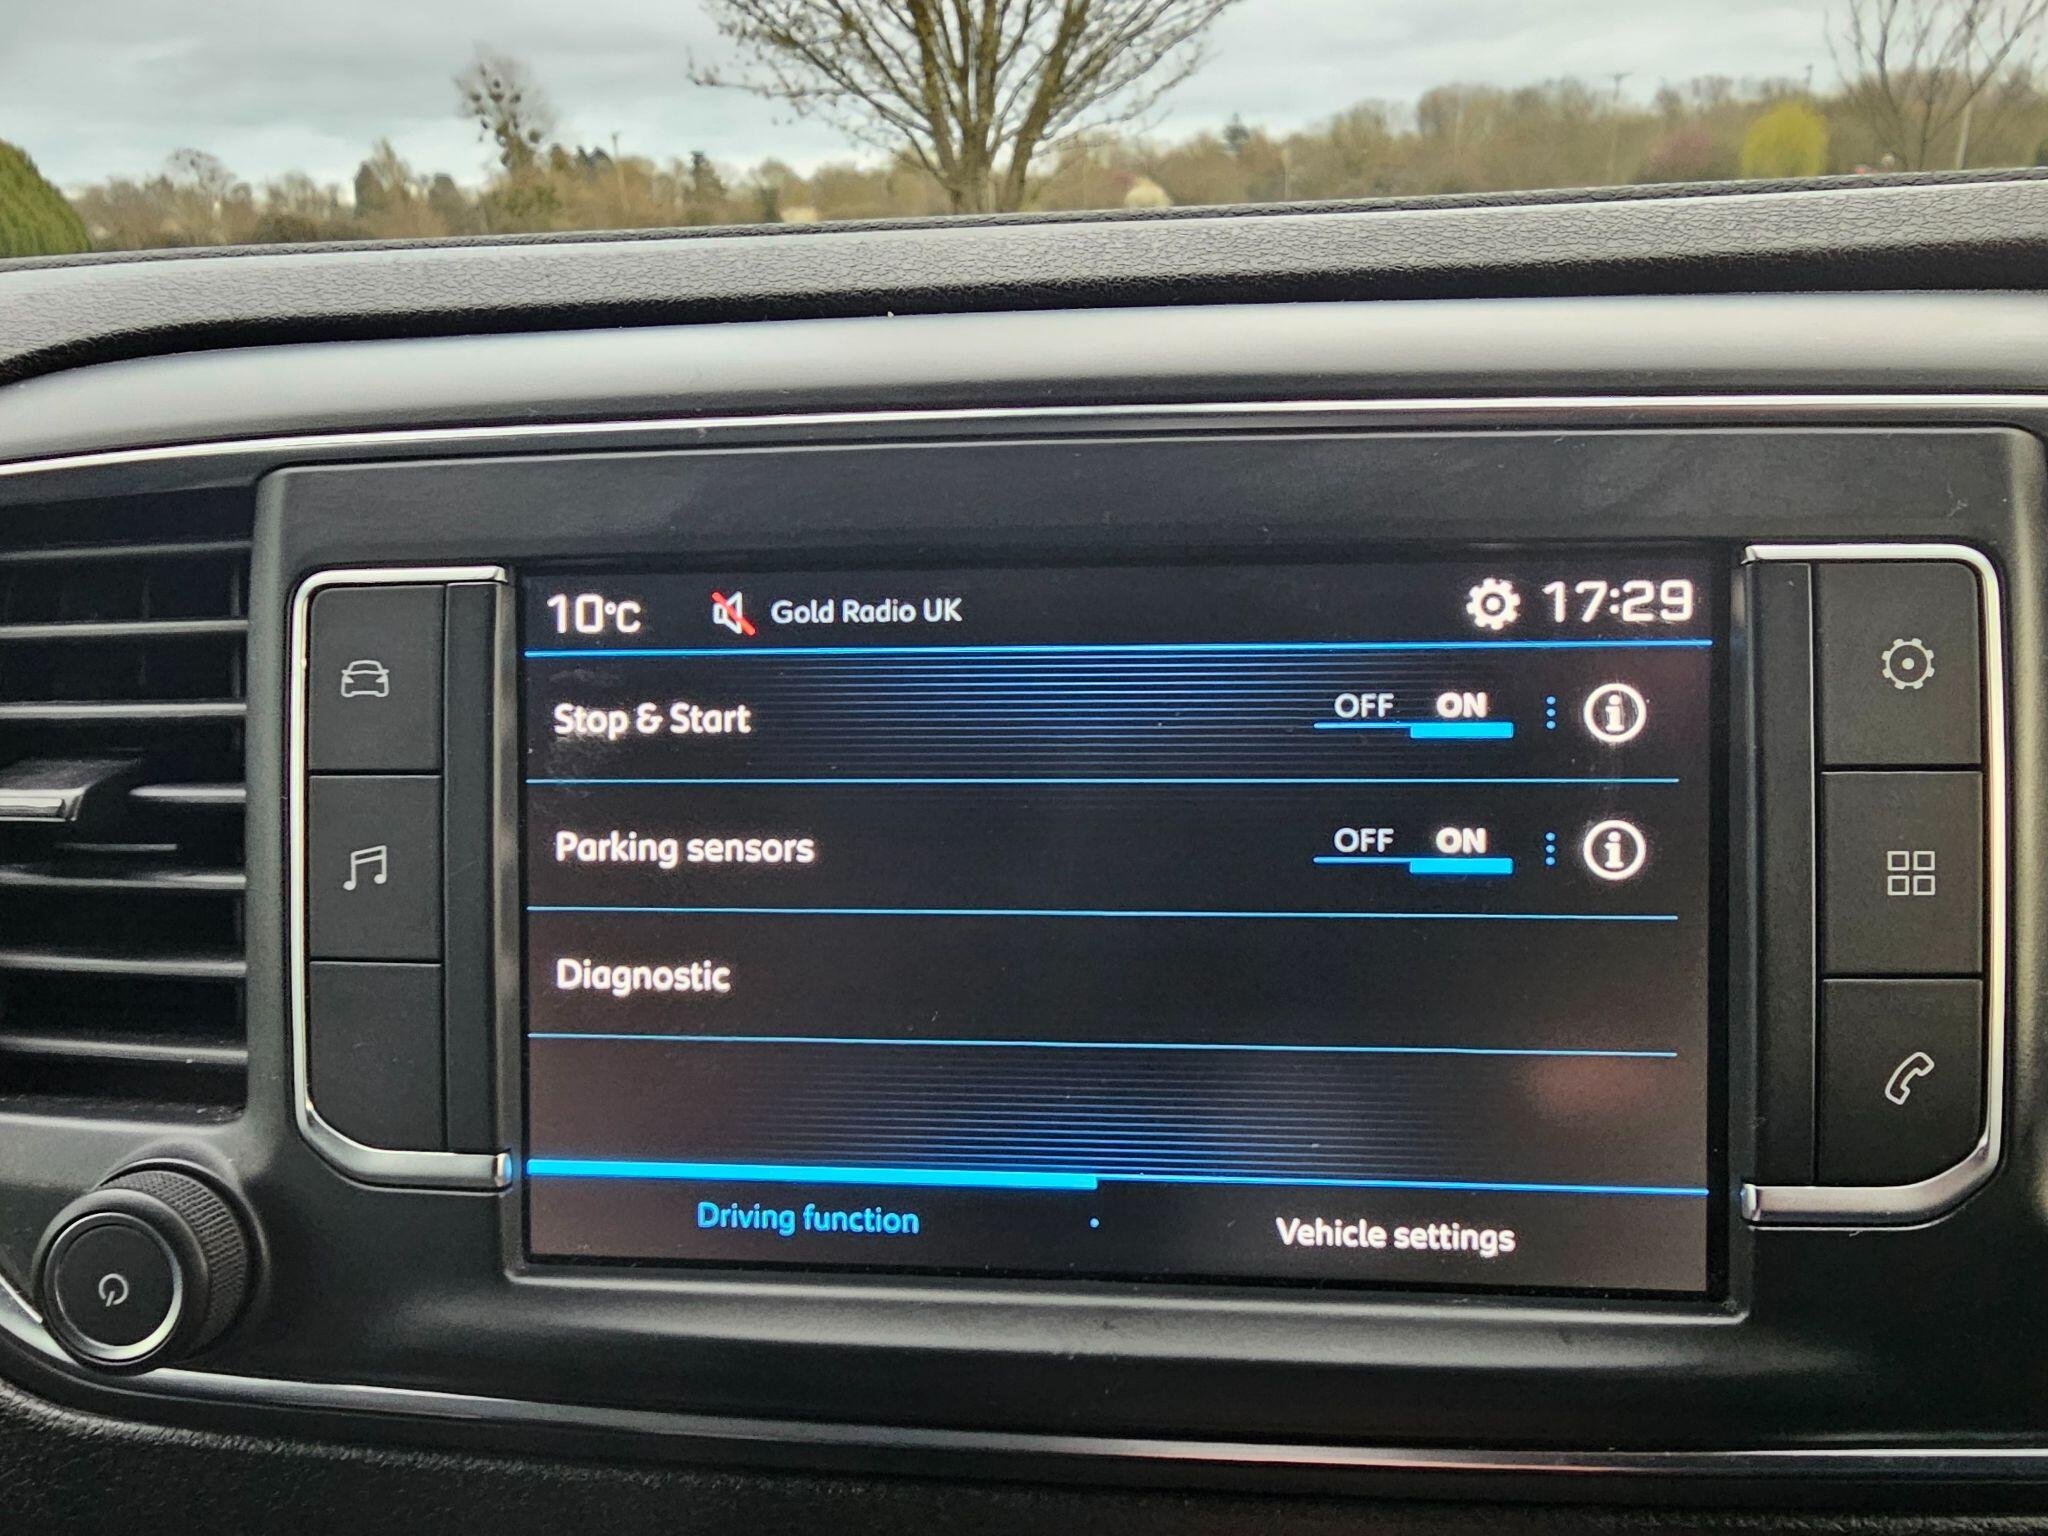 10°C Gold Radio UK 17:29
Stop & Start OFF ON
Parking sensors OFF ON
Diagnostic
Driving function Vehicle settings